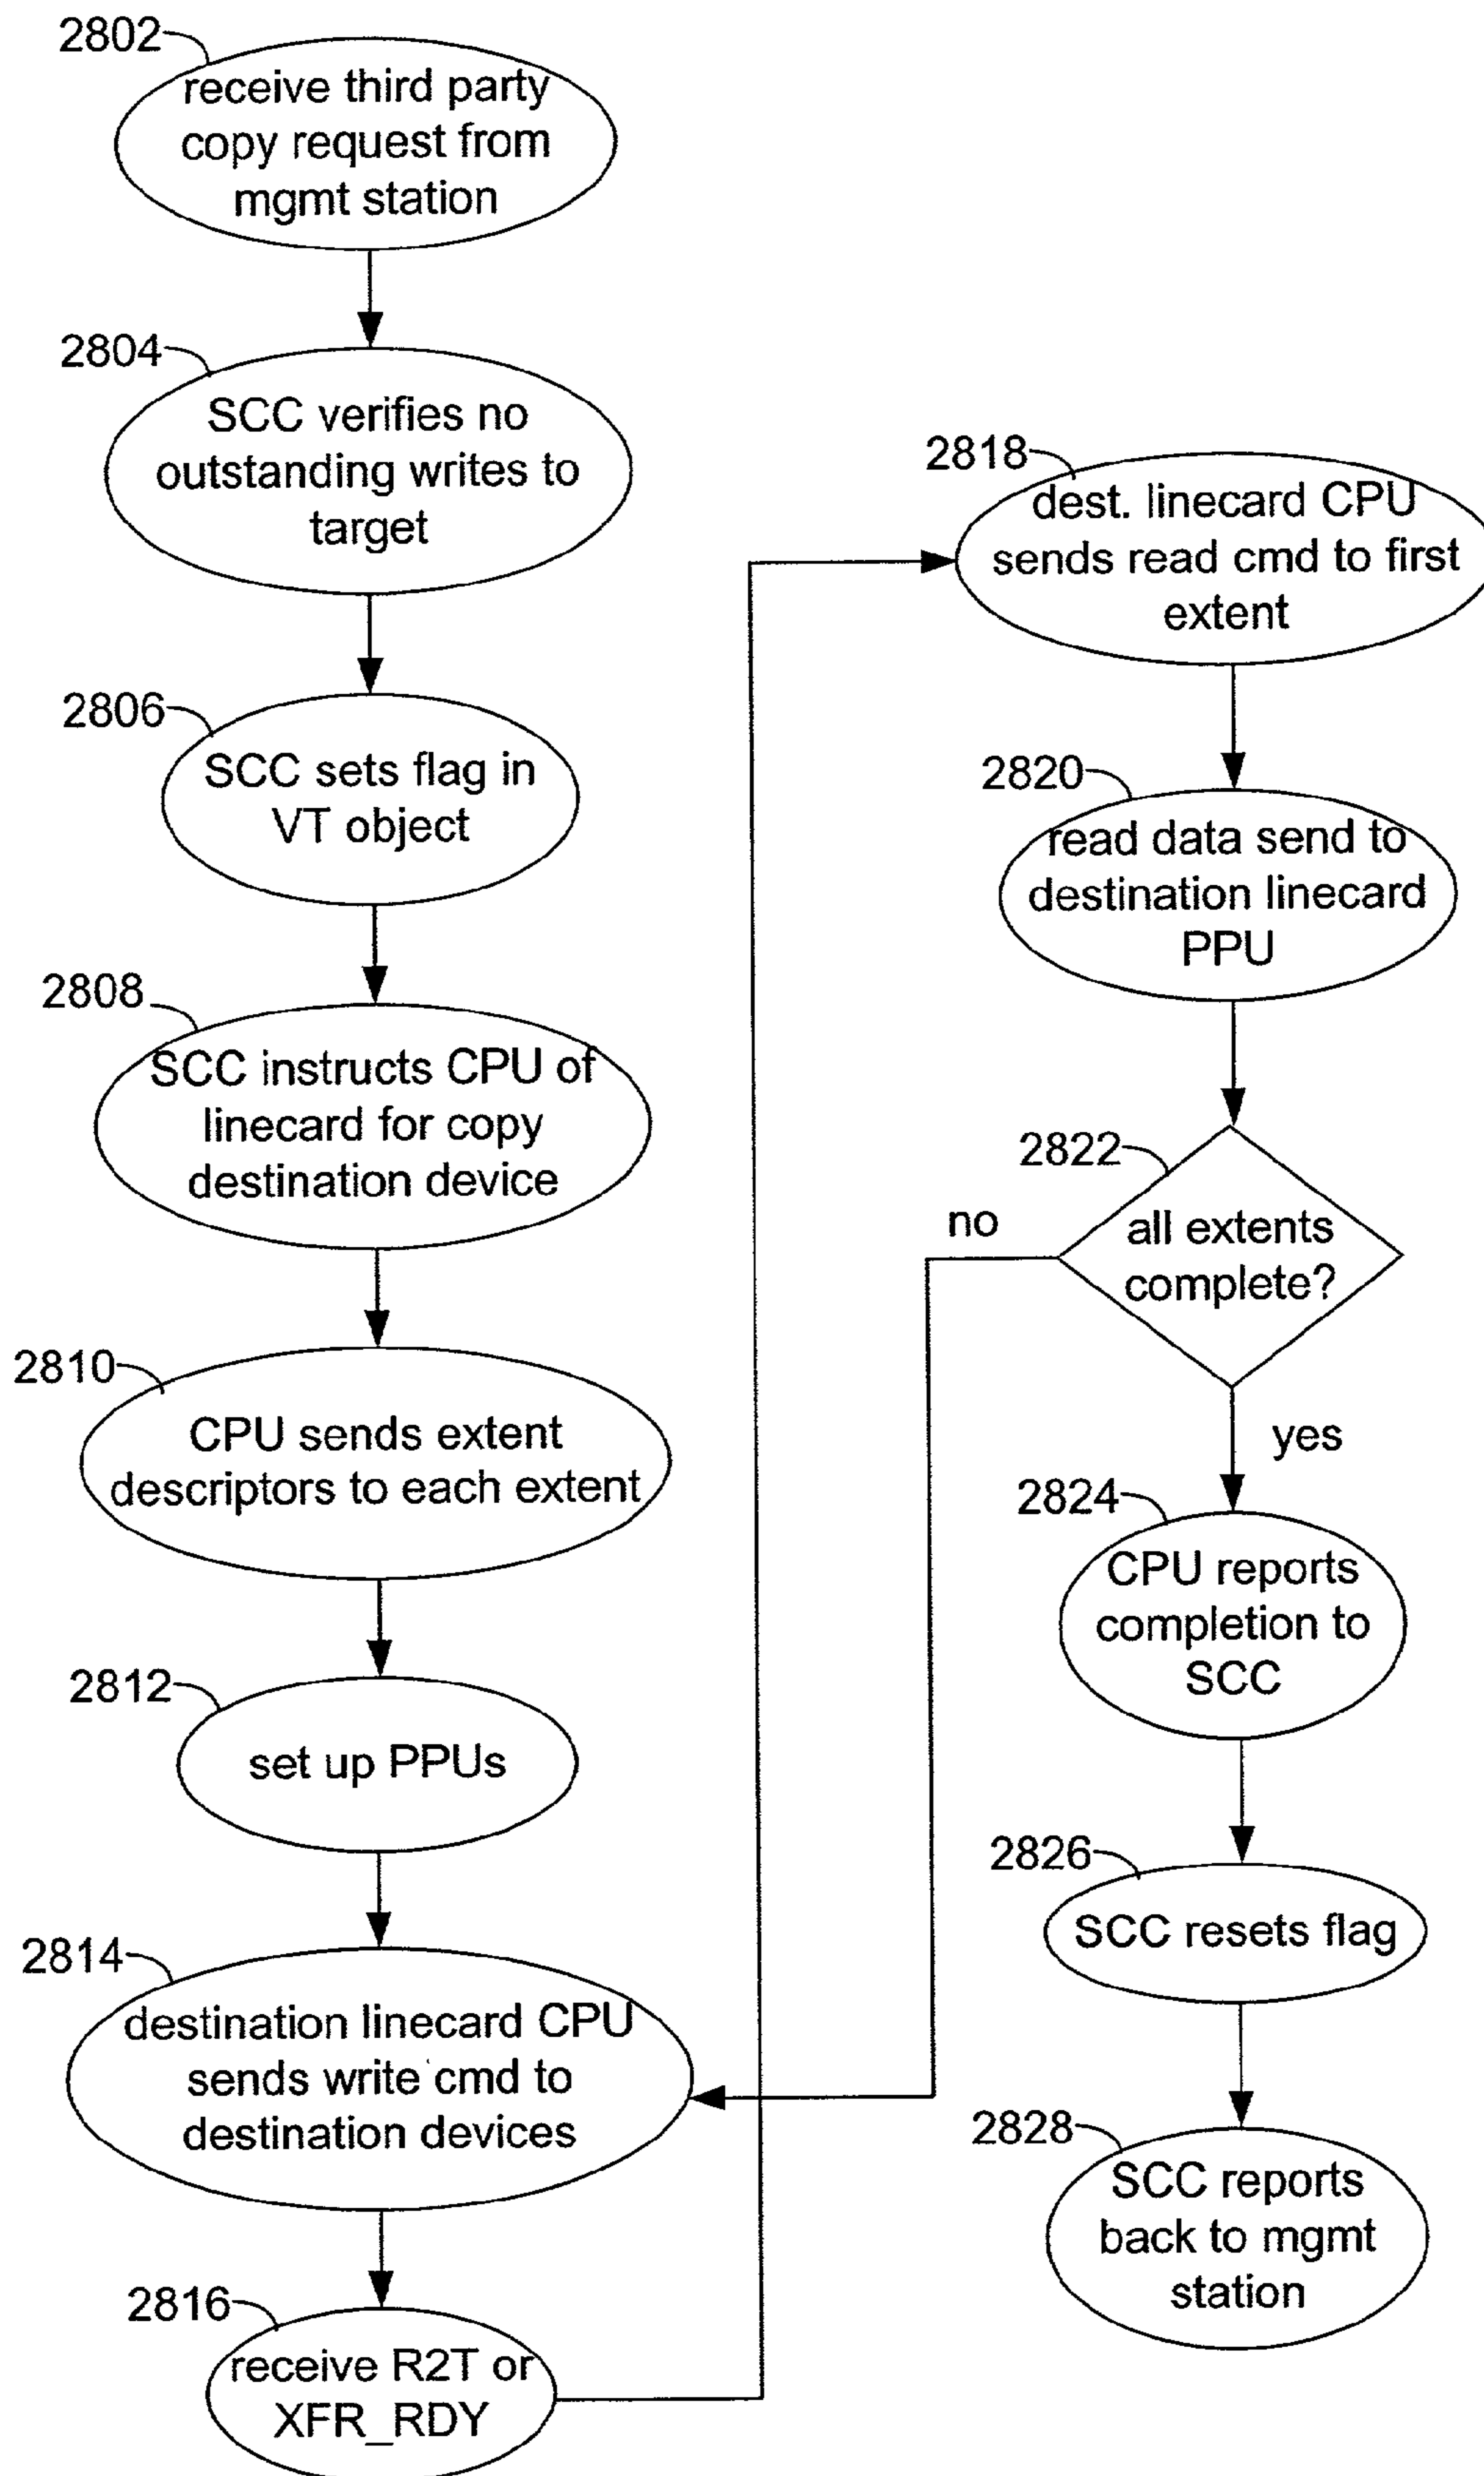 2802
receive third party
copy request from
mgmt station
2804
SCC verifies no
outstanding writes to
target
2806
SCC sets flag in
VT object
2808
SCC instructs CPU of
linecard for copy
destination device
2810
CPU sends extent
descriptors to each extent
2812
set up PPUs
2814
destination linecard CPU
sends write cmd to
destination devices
2816
receive R2T or
XFR_RDY
2818
dest. linecard CPU
sends read cmd to first
extent
2820
read data send to
destination linecard
PPU
2822
all extents
complete?
no
yes
2824
CPU reports
completion to
SCC
2826
SCC resets flag
2828
SCC reports
back to mgmt
station